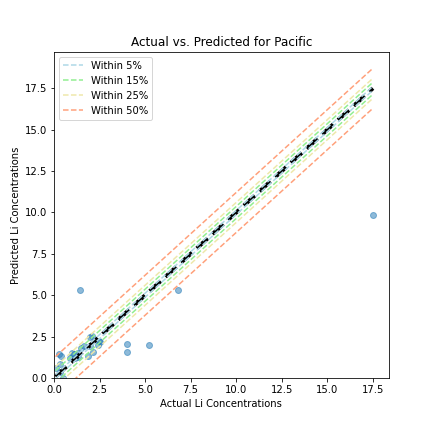 Actual vs. Predicted for Pacific
Within 5%
Within 15%
Within 25%
Within 50%
Predicted Li Concentrations
17.5
15.0
12.5
10.0
7.5
5.0
2.5
0.0
0.0 2.5 5.0 7.5 10.0 12.5 15.0 17.5
Actual Li Concentrations